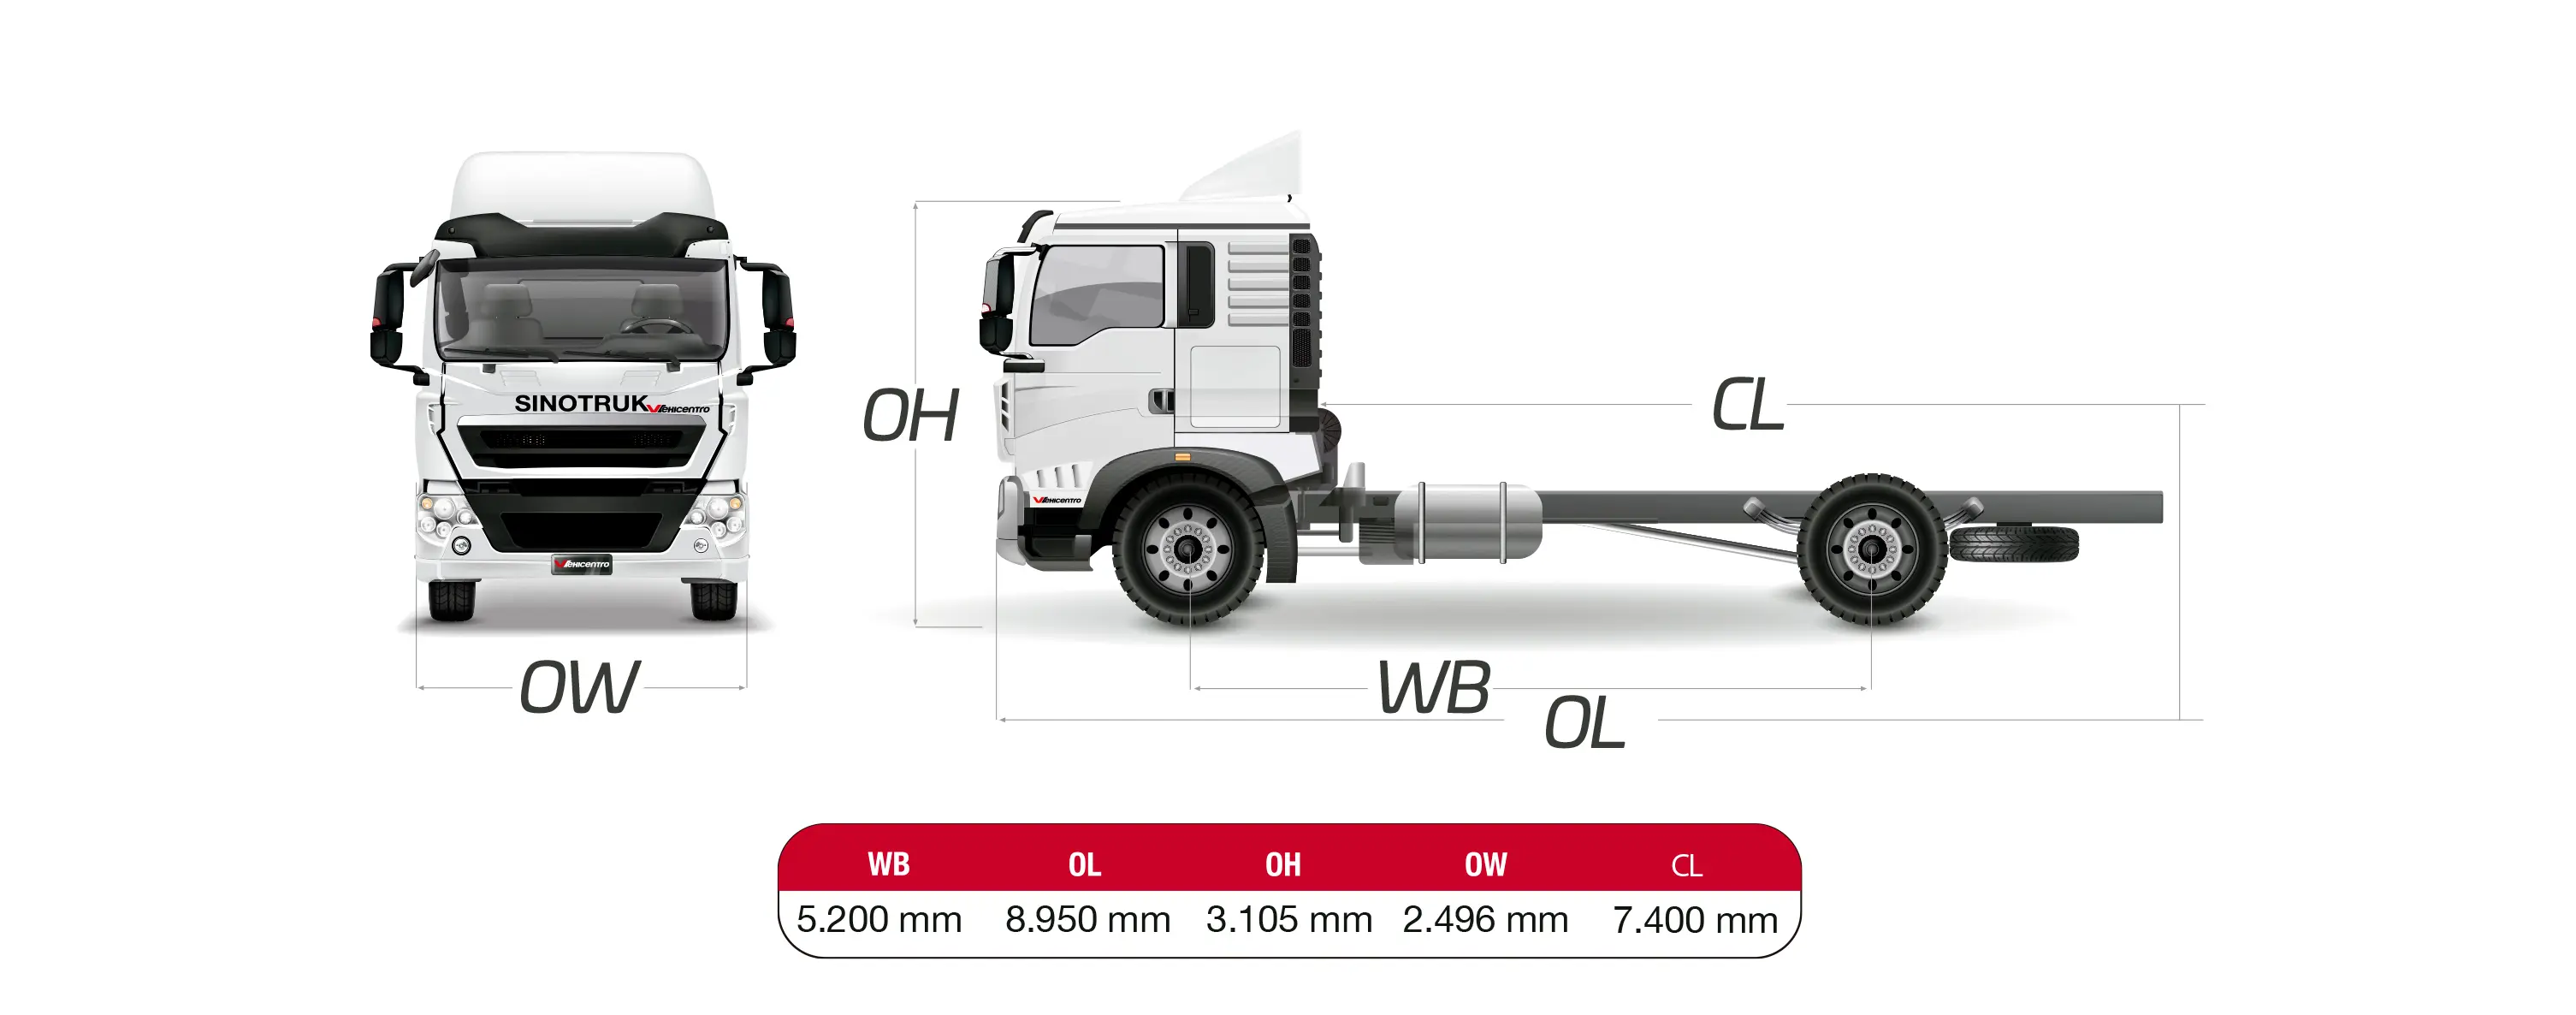 SINOTRUK VEHICENTRO
VEHICENTRO
OW
OH
CL
VEHICENTRO
WB
OL
WB OL OH OW CL
5.200 mm 8.950 mm 3.105 mm 2.496 mm 7.400 mm